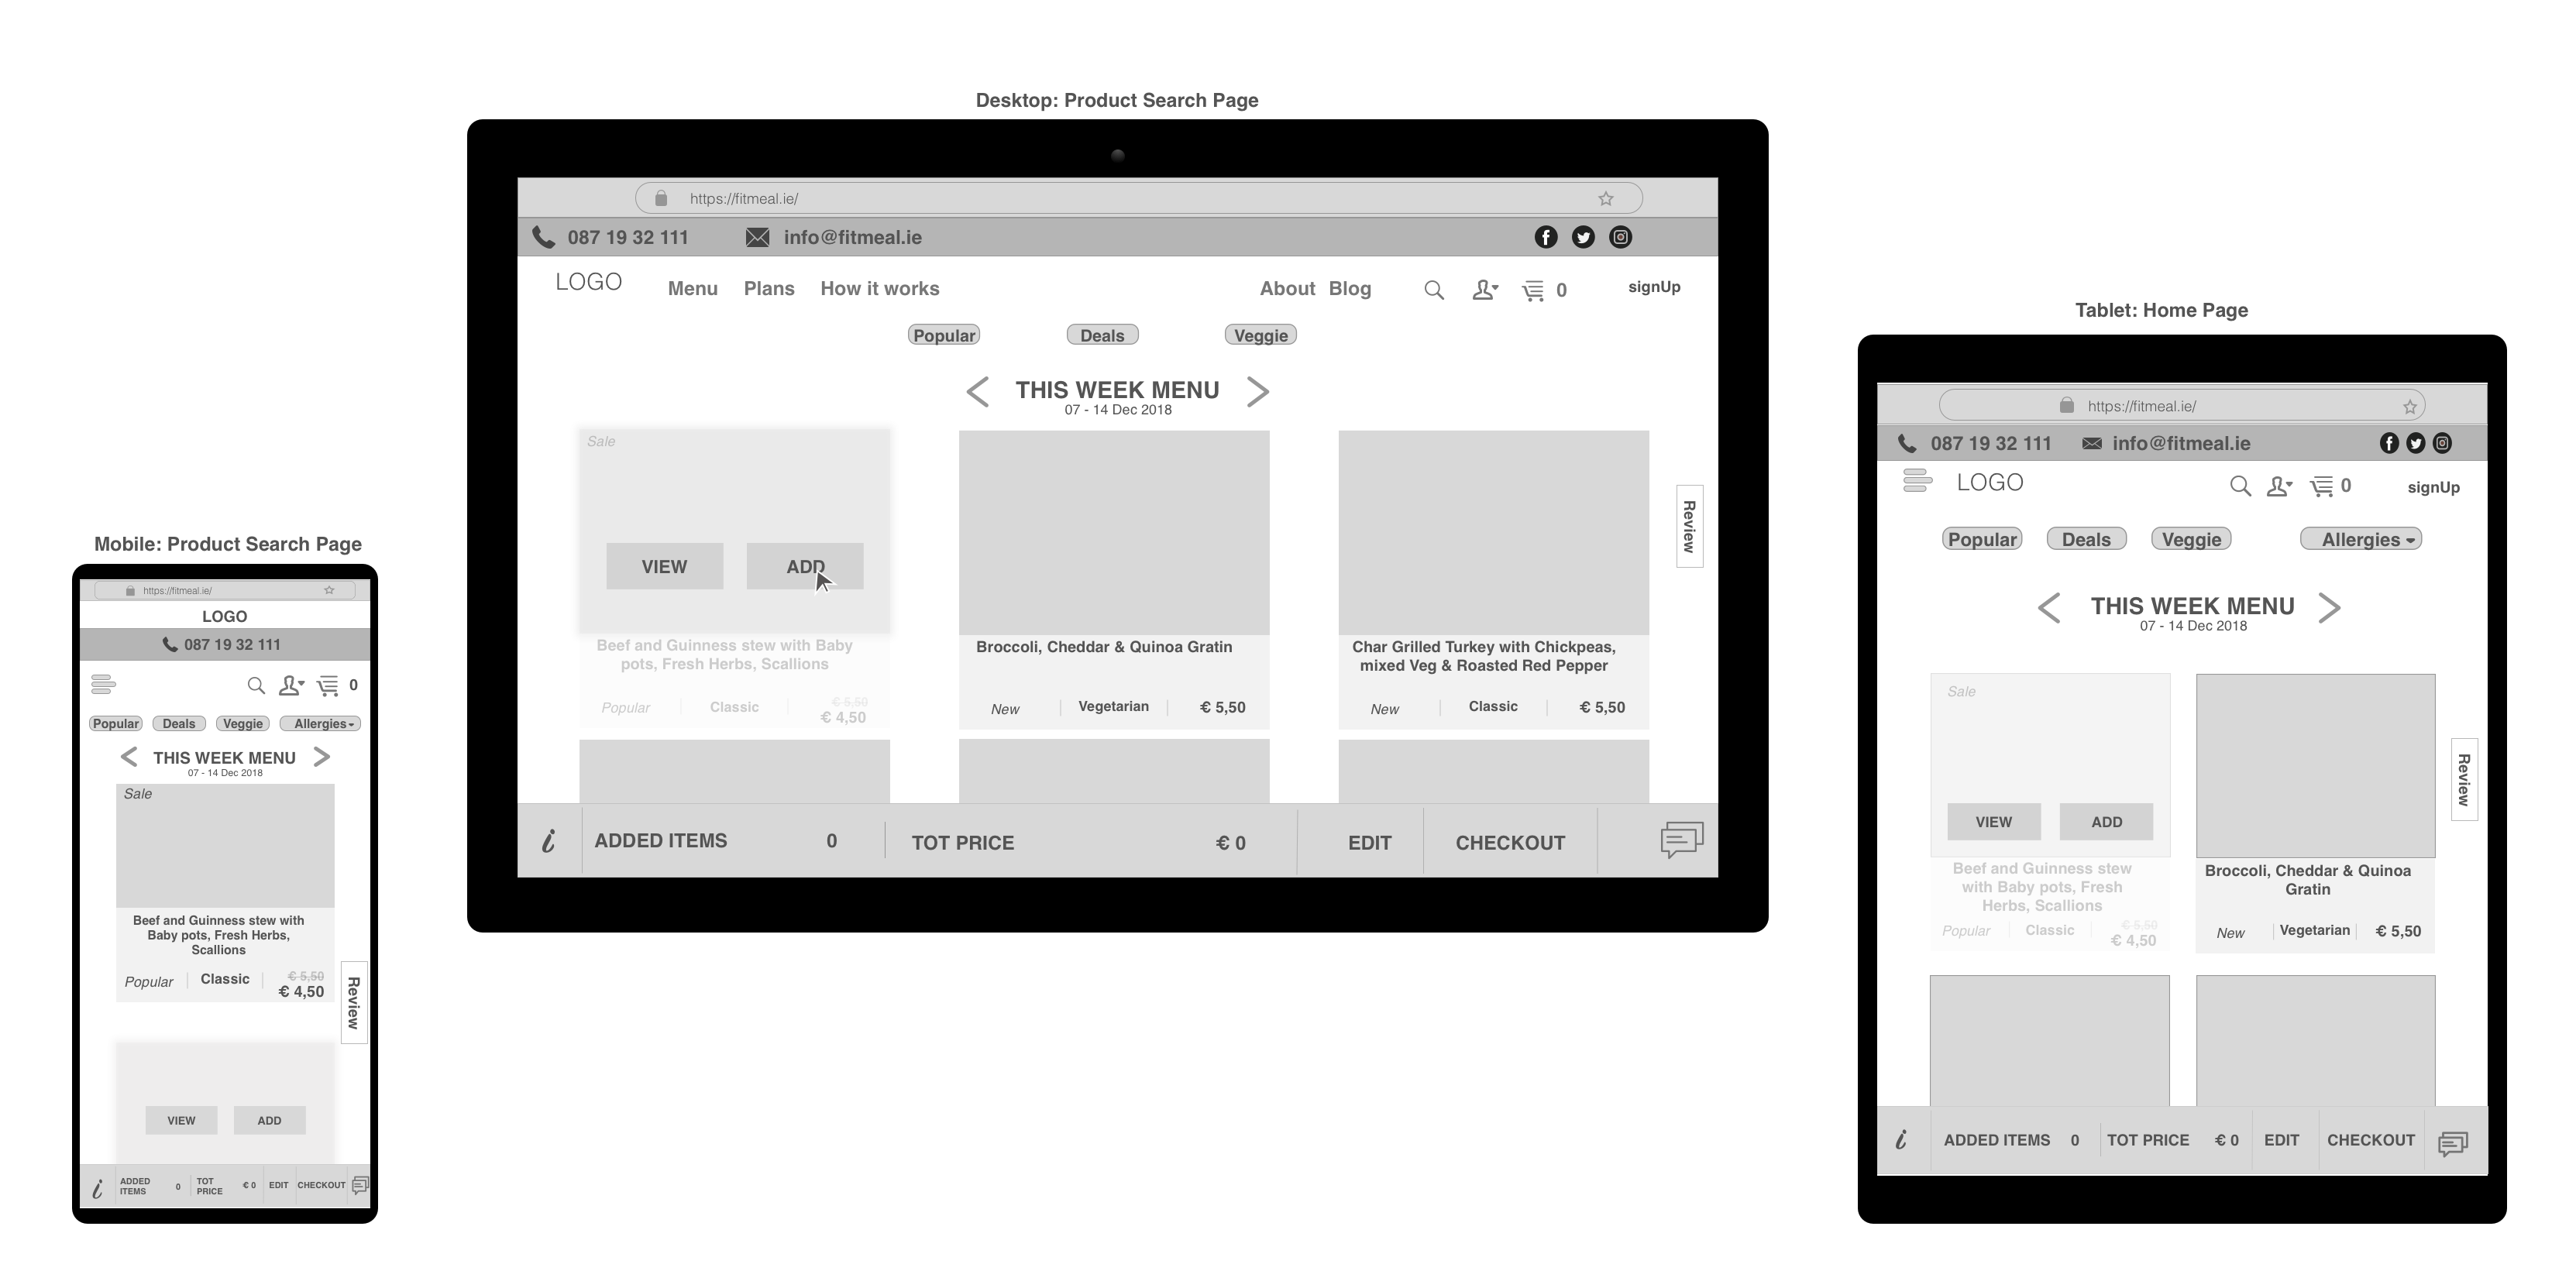 Desktop: Product Search Page
https://fitmeal.ie/
087 19 32 111 info@fitmeal.ie
LOGO Menu Plans How it works About Blog 0 signUp
Popular Deals Veggie
THIS WEEK MENU
07 - 14 Dec 2018
Sale
VIEW ADD
Beef and Guinness stew with Baby
pots, Fresh Herbs, Scallions
Popular Classic € 5,50
€ 4,50
Broccoli, Cheddar & Quinoa Gratin
New Vegetarian € 5,50
Char Grilled Turkey with Chickpeas,
mixed Veg & Roasted Red Pepper
New Classic € 5,50
Review
i ADDED ITEMS 0 TOT PRICE € 0 EDIT CHECKOUT
Mobile: Product Search Page
https://fitmeal.ie/
LOGO
087 19 32 111
0
Popular Deals Veggie Allergies
THIS WEEK MENU
07 - 14 Dec 2018
Sale
Beef and Guinness stew with
Baby pots, Fresh Herbs,
Scallions
Popular Classic € 5,50
€ 4,50
Review
VIEW ADD
i ADDED
ITEMS 0 TOT
PRICE € 0 EDIT CHECKOUT
Tablet: Home Page
https://fitmeal.ie/
087 19 32 111 info@fitmeal.ie
LOGO 0 signUp
Popular Deals Veggie Allergies
THIS WEEK MENU
07 - 14 Dec 2018
Sale
VIEW ADD
Beef and Guinness stew
with Baby pots, Fresh
Herbs, Scallions
Popular Classic € 5,50
€ 4,50
Broccoli, Cheddar & Quinoa
Gratin
New Vegetarian € 5,50
Review
i ADDED ITEMS 0 TOT PRICE € 0 EDIT CHECKOUT